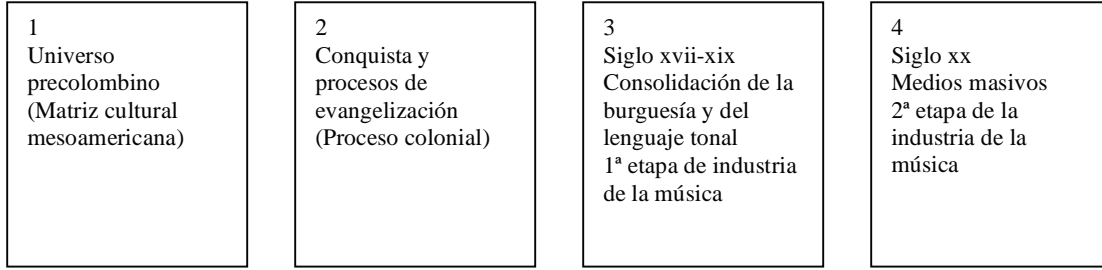 1
Universo
precolombino
(Matriz cultural
mesoamericana)
2
Conquista y
procesos de
evangelización
(Proceso colonial)
3
Siglo xvii-xix
Consolidación de la
burguesía y del
lenguaje tonal
1ª etapa de industria
de la música
4
Siglo xx
Medios masivos
2ª etapa de la
industria de la
música